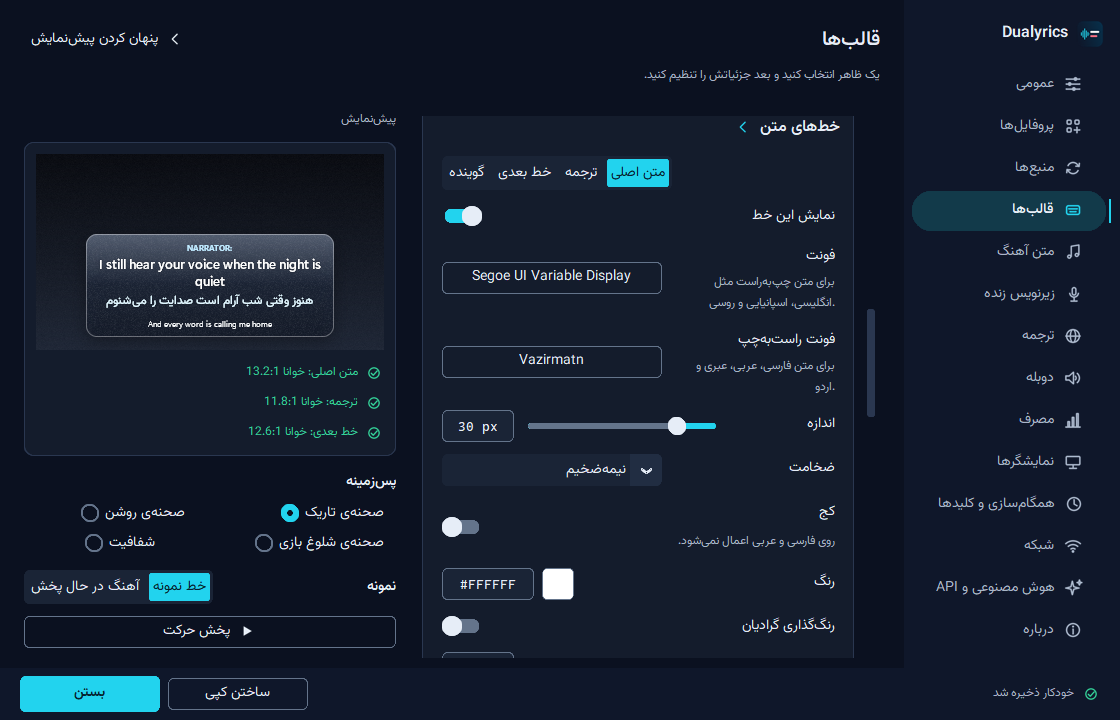 Dualyrics
عمومی
پروفایل‌ها
منبع‌ها
قالب‌ها
متن آهنگ
زیرنویس زنده
ترجمه
دوبله
مصرف
نمایشگرها
همگام‌سازی و کلیدها
شبکه
هوش مصنوعی و API
درباره
خودکار ذخیره شد
قالب‌ها
یک ظاهر انتخاب کنید و بعد جزئیاتش را تنظیم کنید.
پنهان کردن پیش‌نمایش
خط‌های متن
متن اصلی ترجمه خط بعدی گوینده
نمایش این خط
فونت
Segoe UI Variable Display
برای متن چپ‌به‌راست مثل
انگلیسی، اسپانیایی و روسی.
فونت راست‌به‌چپ
Vazirmatn
برای متن فارسی، عربی، عبری و
اردو.
اندازه
30 px
ضخامت
نیمه‌ضخیم
کج
روی فارسی و عربی اعمال نمی‌شود.
رنگ
#FFFFFF
رنگ‌گذاری گرادیان
پیش‌نمایش
NARRATOR:
I still hear your voice when the night is
quiet
هنوز وقتی شب آرام است صدایت را می‌شنوم
And every word is calling me home
متن اصلی: خوانا 13.2:1
ترجمه: خوانا 11.8:1
خط بعدی: خوانا 12.6:1
پس‌زمینه
صحنه‌ی تاریک
صحنه‌ی روشن
صحنه‌ی شلوغ بازی
شفافیت
نمونه
خط نمونه آهنگ در حال پخش
پخش حرکت
ساختن کپی
بستن